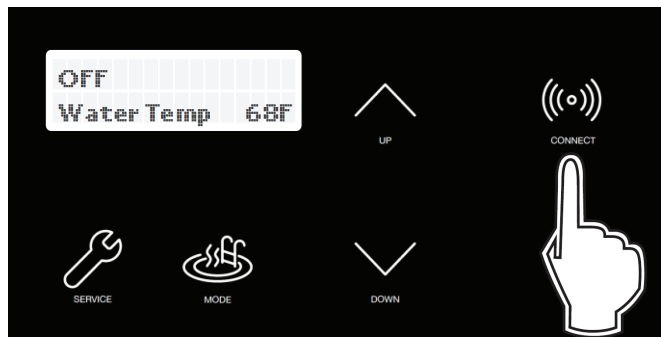 OFF
Water Temp 68F
UP
CONNECT
SERVICE
MODE
DOWN